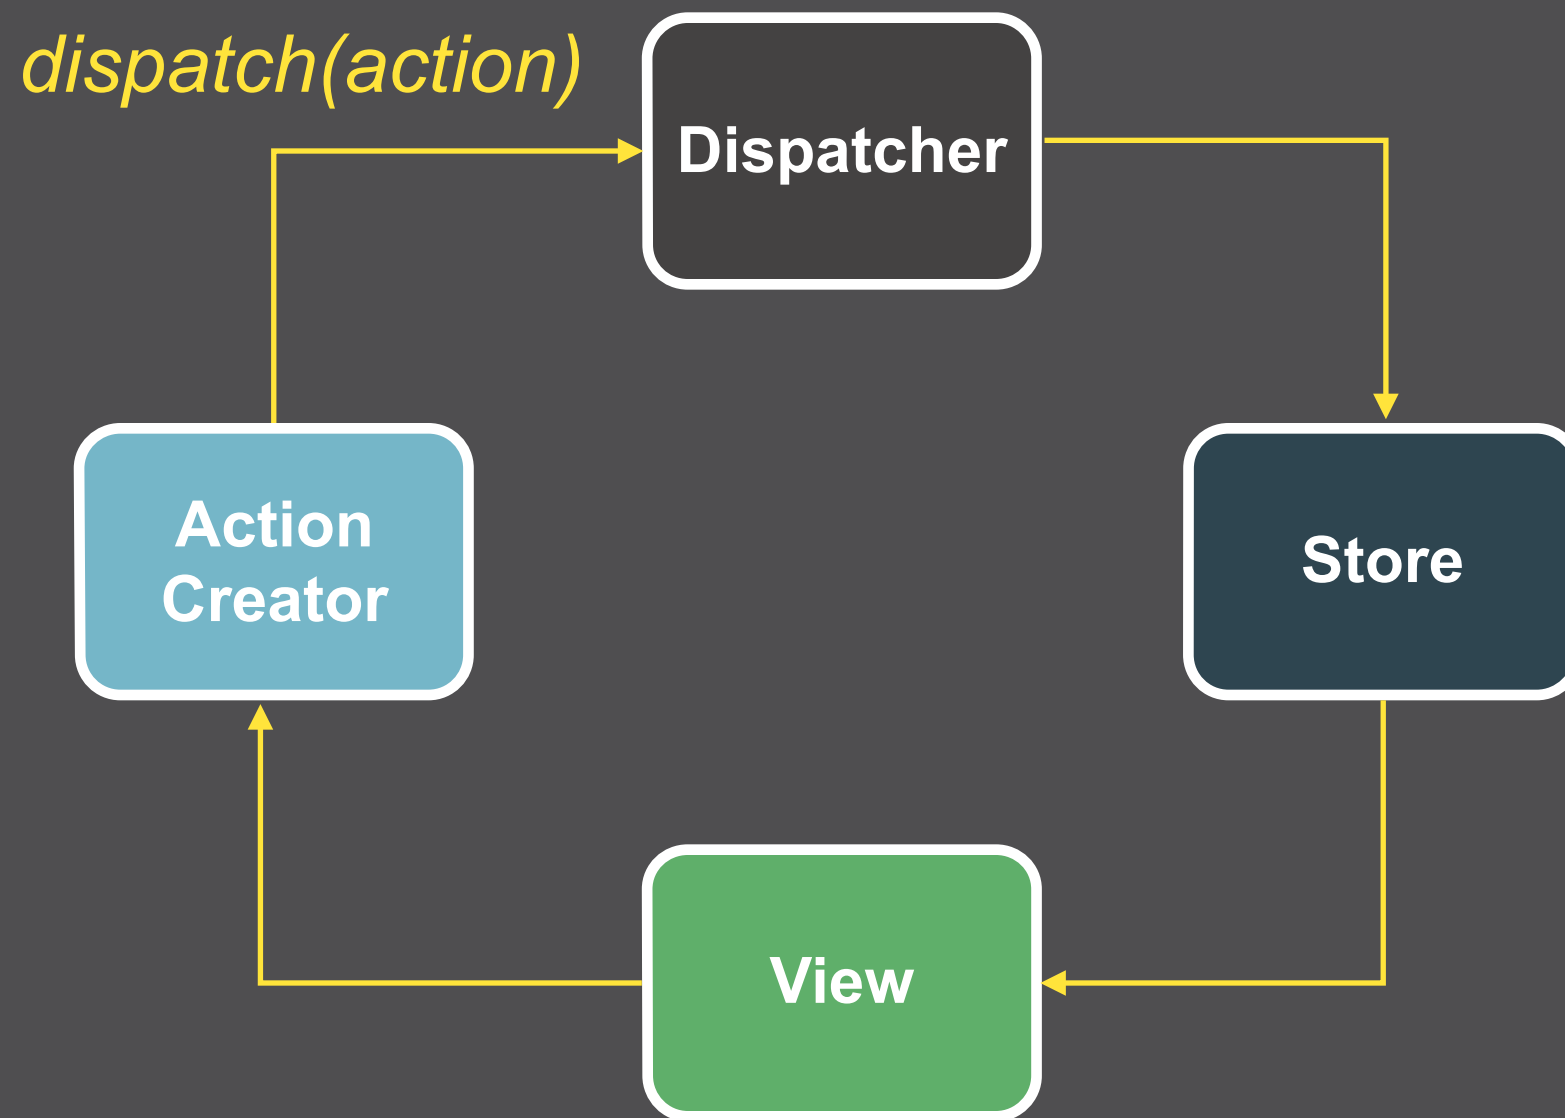 dispatch(action)
Dispatcher
Action
Creator
Store
View